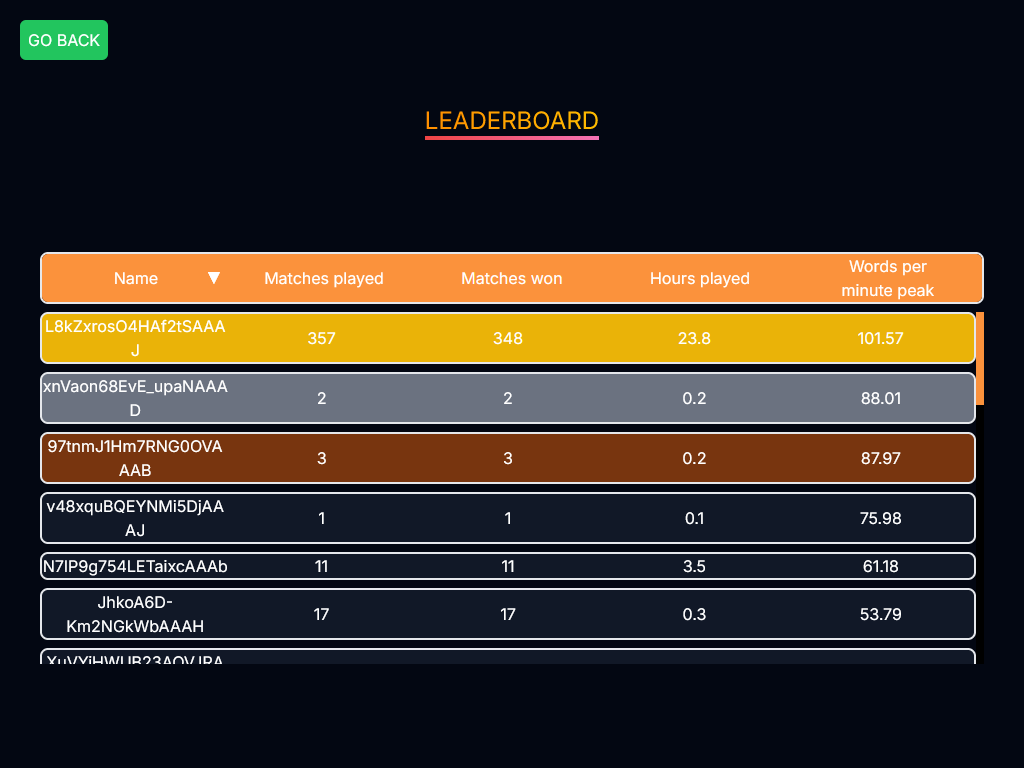 GO BACK
LEADERBOARD
Name ▼ Matches played Matches won Hours played Words per
minute peak
L8kZxrosO4HAf2tSAAA
J 357 348 23.8 101.57
xnVaon68EvE_upaNAAA
D 2 2 0.2 88.01
97tnmJ1Hm7RNG0OVA
AAB 3 3 0.2 87.97
v48xquBQEYNMi5DjAA
AJ 1 1 0.1 75.98
N7IP9g754LETaixcAAAb 11 11 3.5 61.18
JhkoA6D-
Km2NGkWbAAAH 17 17 0.3 53.79